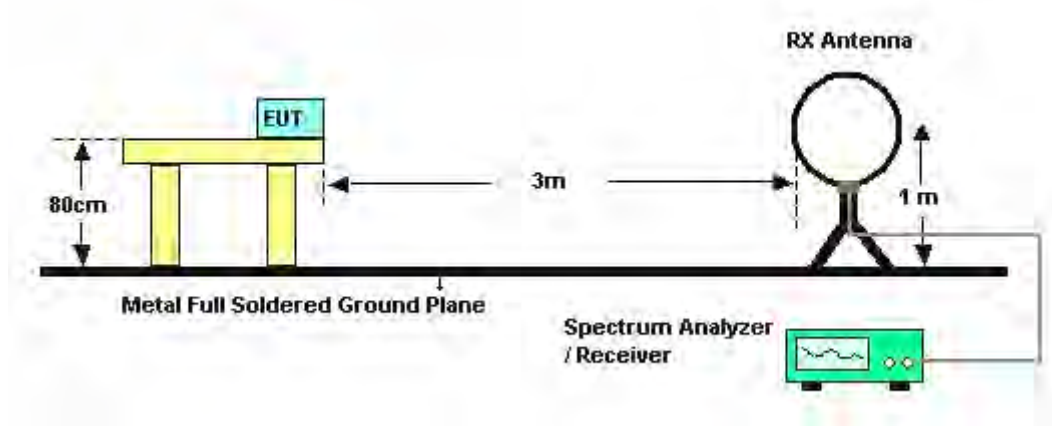 RX Antenna
EUT
3m
80cm
1 m
Metal Full Soldered Ground Plane
Spectrum Analyzer
/ Receiver